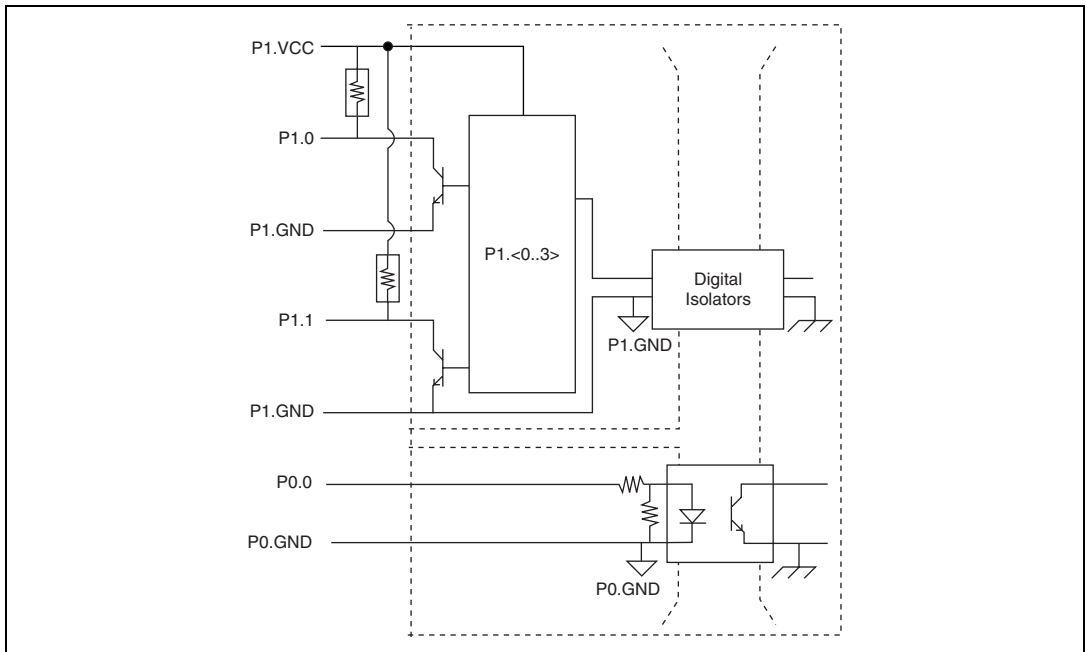 P1.VCC
P1.0
P1.GND
P1.<0..3>
Digital
Isolators
P1.1
P1.GND
P1.GND
P0.0
P0.GND
P0.GND